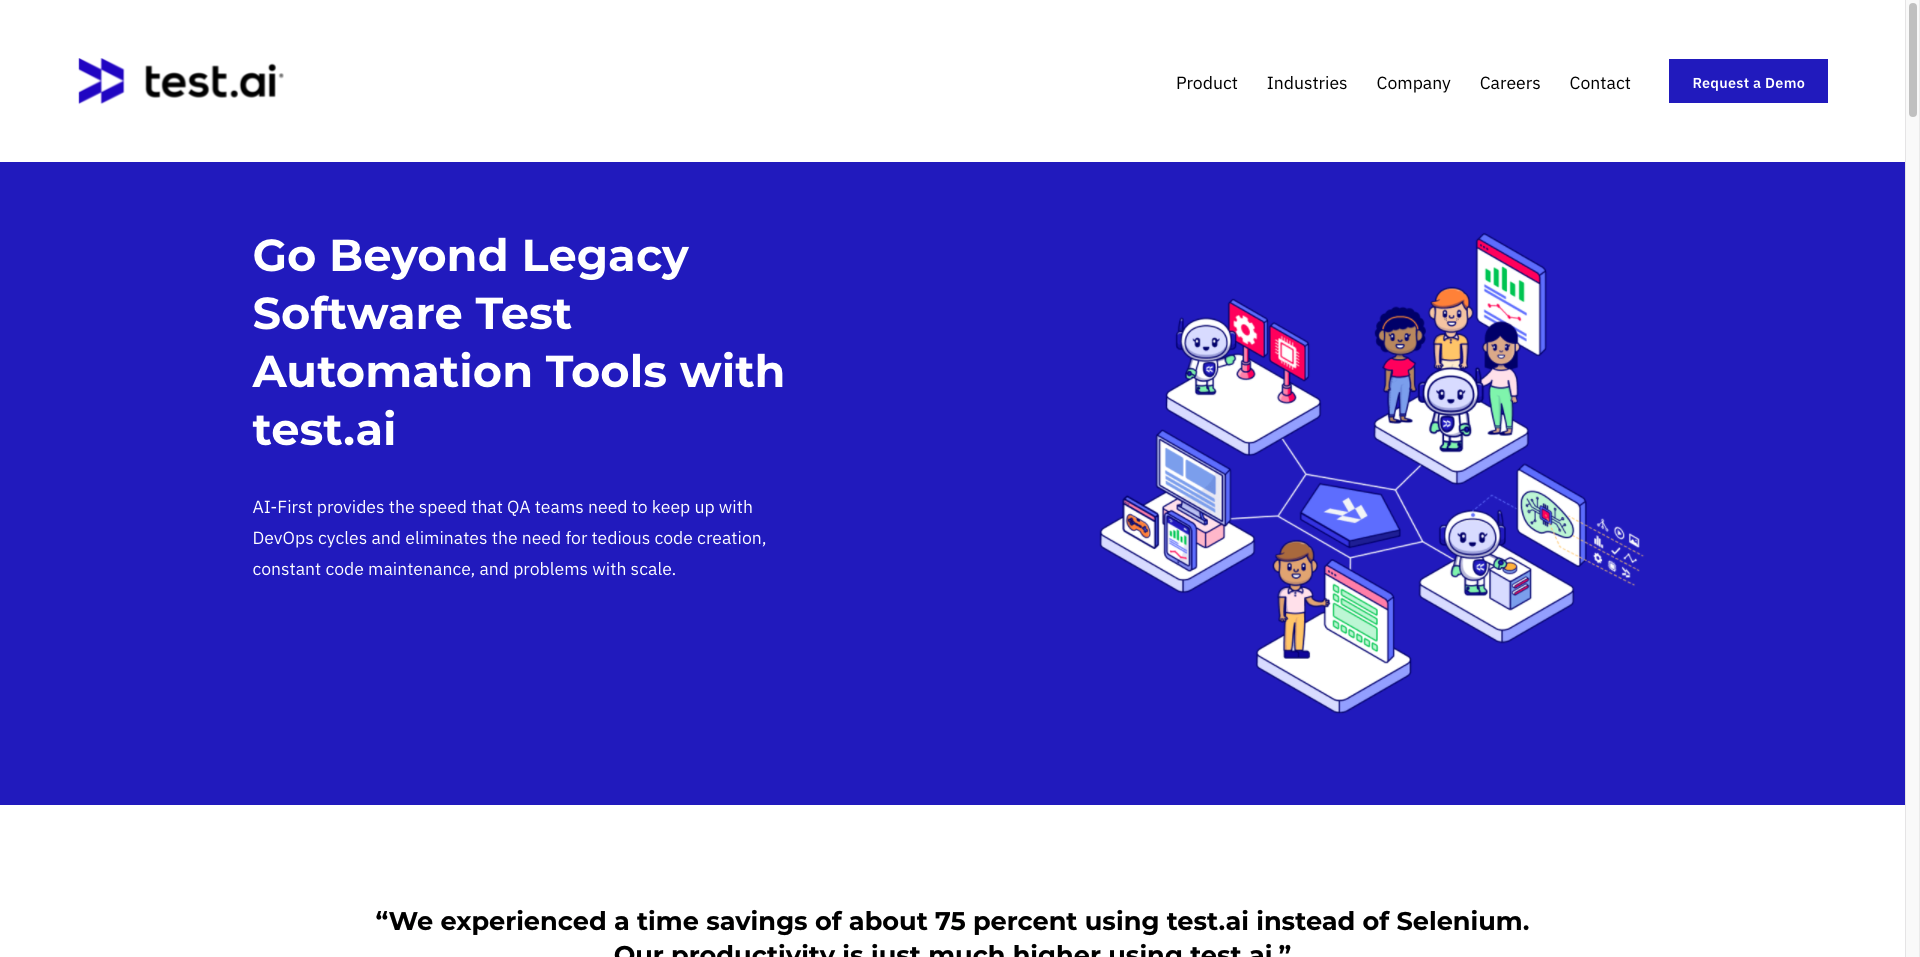 test.ai
Product Industries Company Careers Contact Request a Demo
Go Beyond Legacy
Software Test
Automation Tools with
test.ai
AI-First provides the speed that QA teams need to keep up with
DevOps cycles and eliminates the need for tedious code creation,
constant code maintenance, and problems with scale.
“We experienced a time savings of about 75 percent using test.ai instead of Selenium.
Our productivity is just much higher using test.ai.”